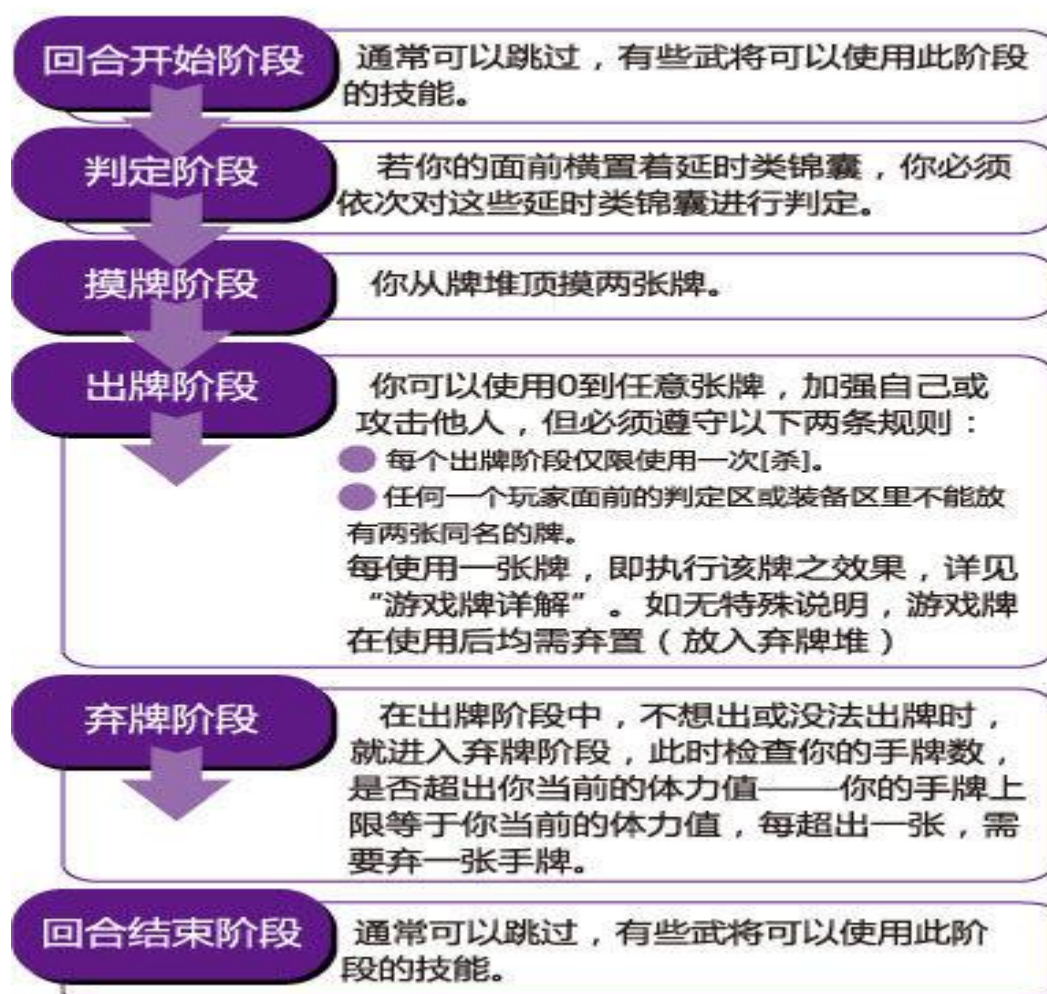 回合开始阶段
通常可以跳过，有些武将可以使用此阶段
的技能。
判定阶段
若你的面前横置着延时类锦囊，你必须
依次对这些延时类锦囊进行判定。
摸牌阶段
你从牌堆顶摸两张牌。
出牌阶段
你可以使用0到任意张牌，加强自己或
攻击他人，但必须遵守以下两条规则：
每个出牌阶段仅限使用一次[杀]。
任何一个玩家面前的判定区或装备区里不能放
有两张同名的牌。
每使用一张牌，即执行该牌之效果，详见
“游戏牌详解”。如无特殊说明，游戏牌
在使用后均需弃置（放入弃牌堆）
弃牌阶段
在出牌阶段中，不想出或没法出牌时，
就进入弃牌阶段，此时检查你的手牌数，
是否超出你当前的体力值——你的手牌上
限等于你当前的体力值，每超出一张，需
要弃一张手牌。
回合结束阶段
通常可以跳过，有些武将可以使用此阶
段的技能。